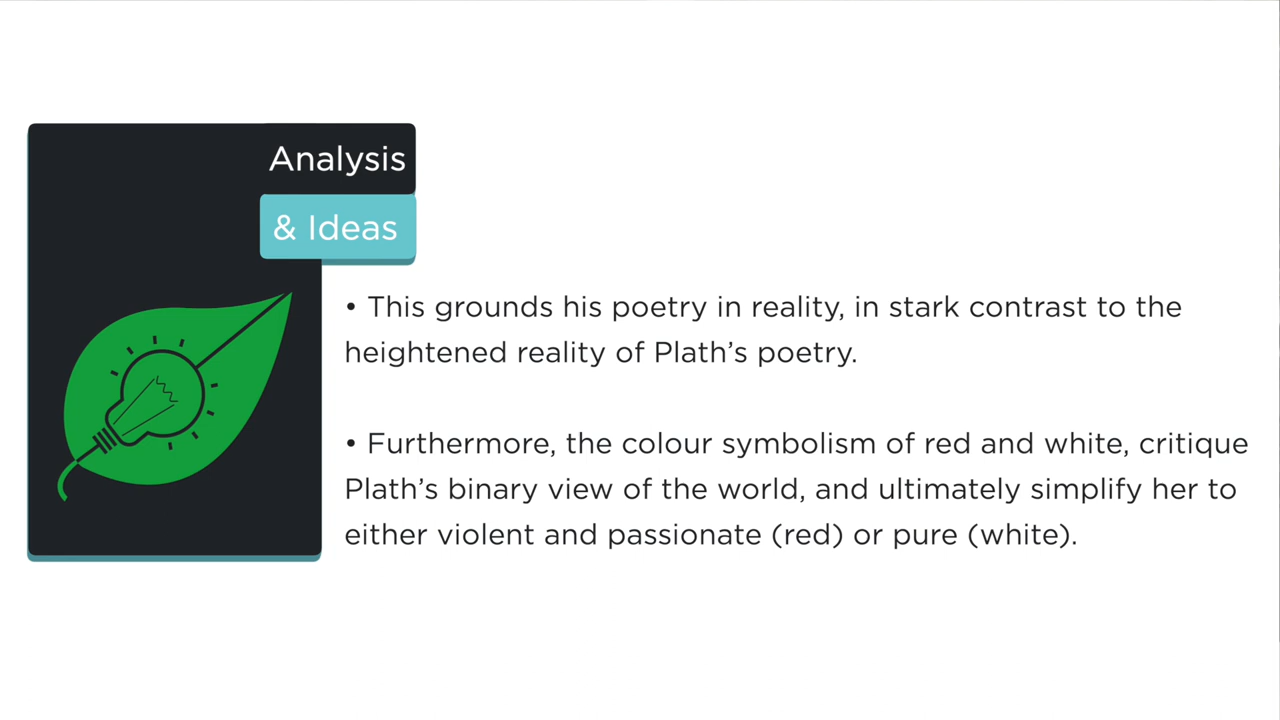 Analysis
& Ideas
• This grounds his poetry in reality, in stark contrast to the
heightened reality of Plath’s poetry.
• Furthermore, the colour symbolism of red and white, critique
Plath’s binary view of the world, and ultimately simplify her to
either violent and passionate (red) or pure (white).